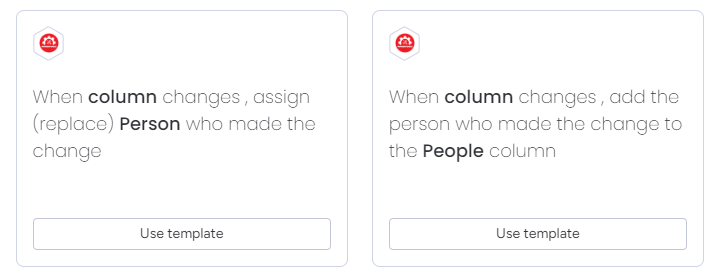 When column changes , assign
(replace) Person who made the
change
Use template
When column changes , add the
person who made the change to
the People column
Use template